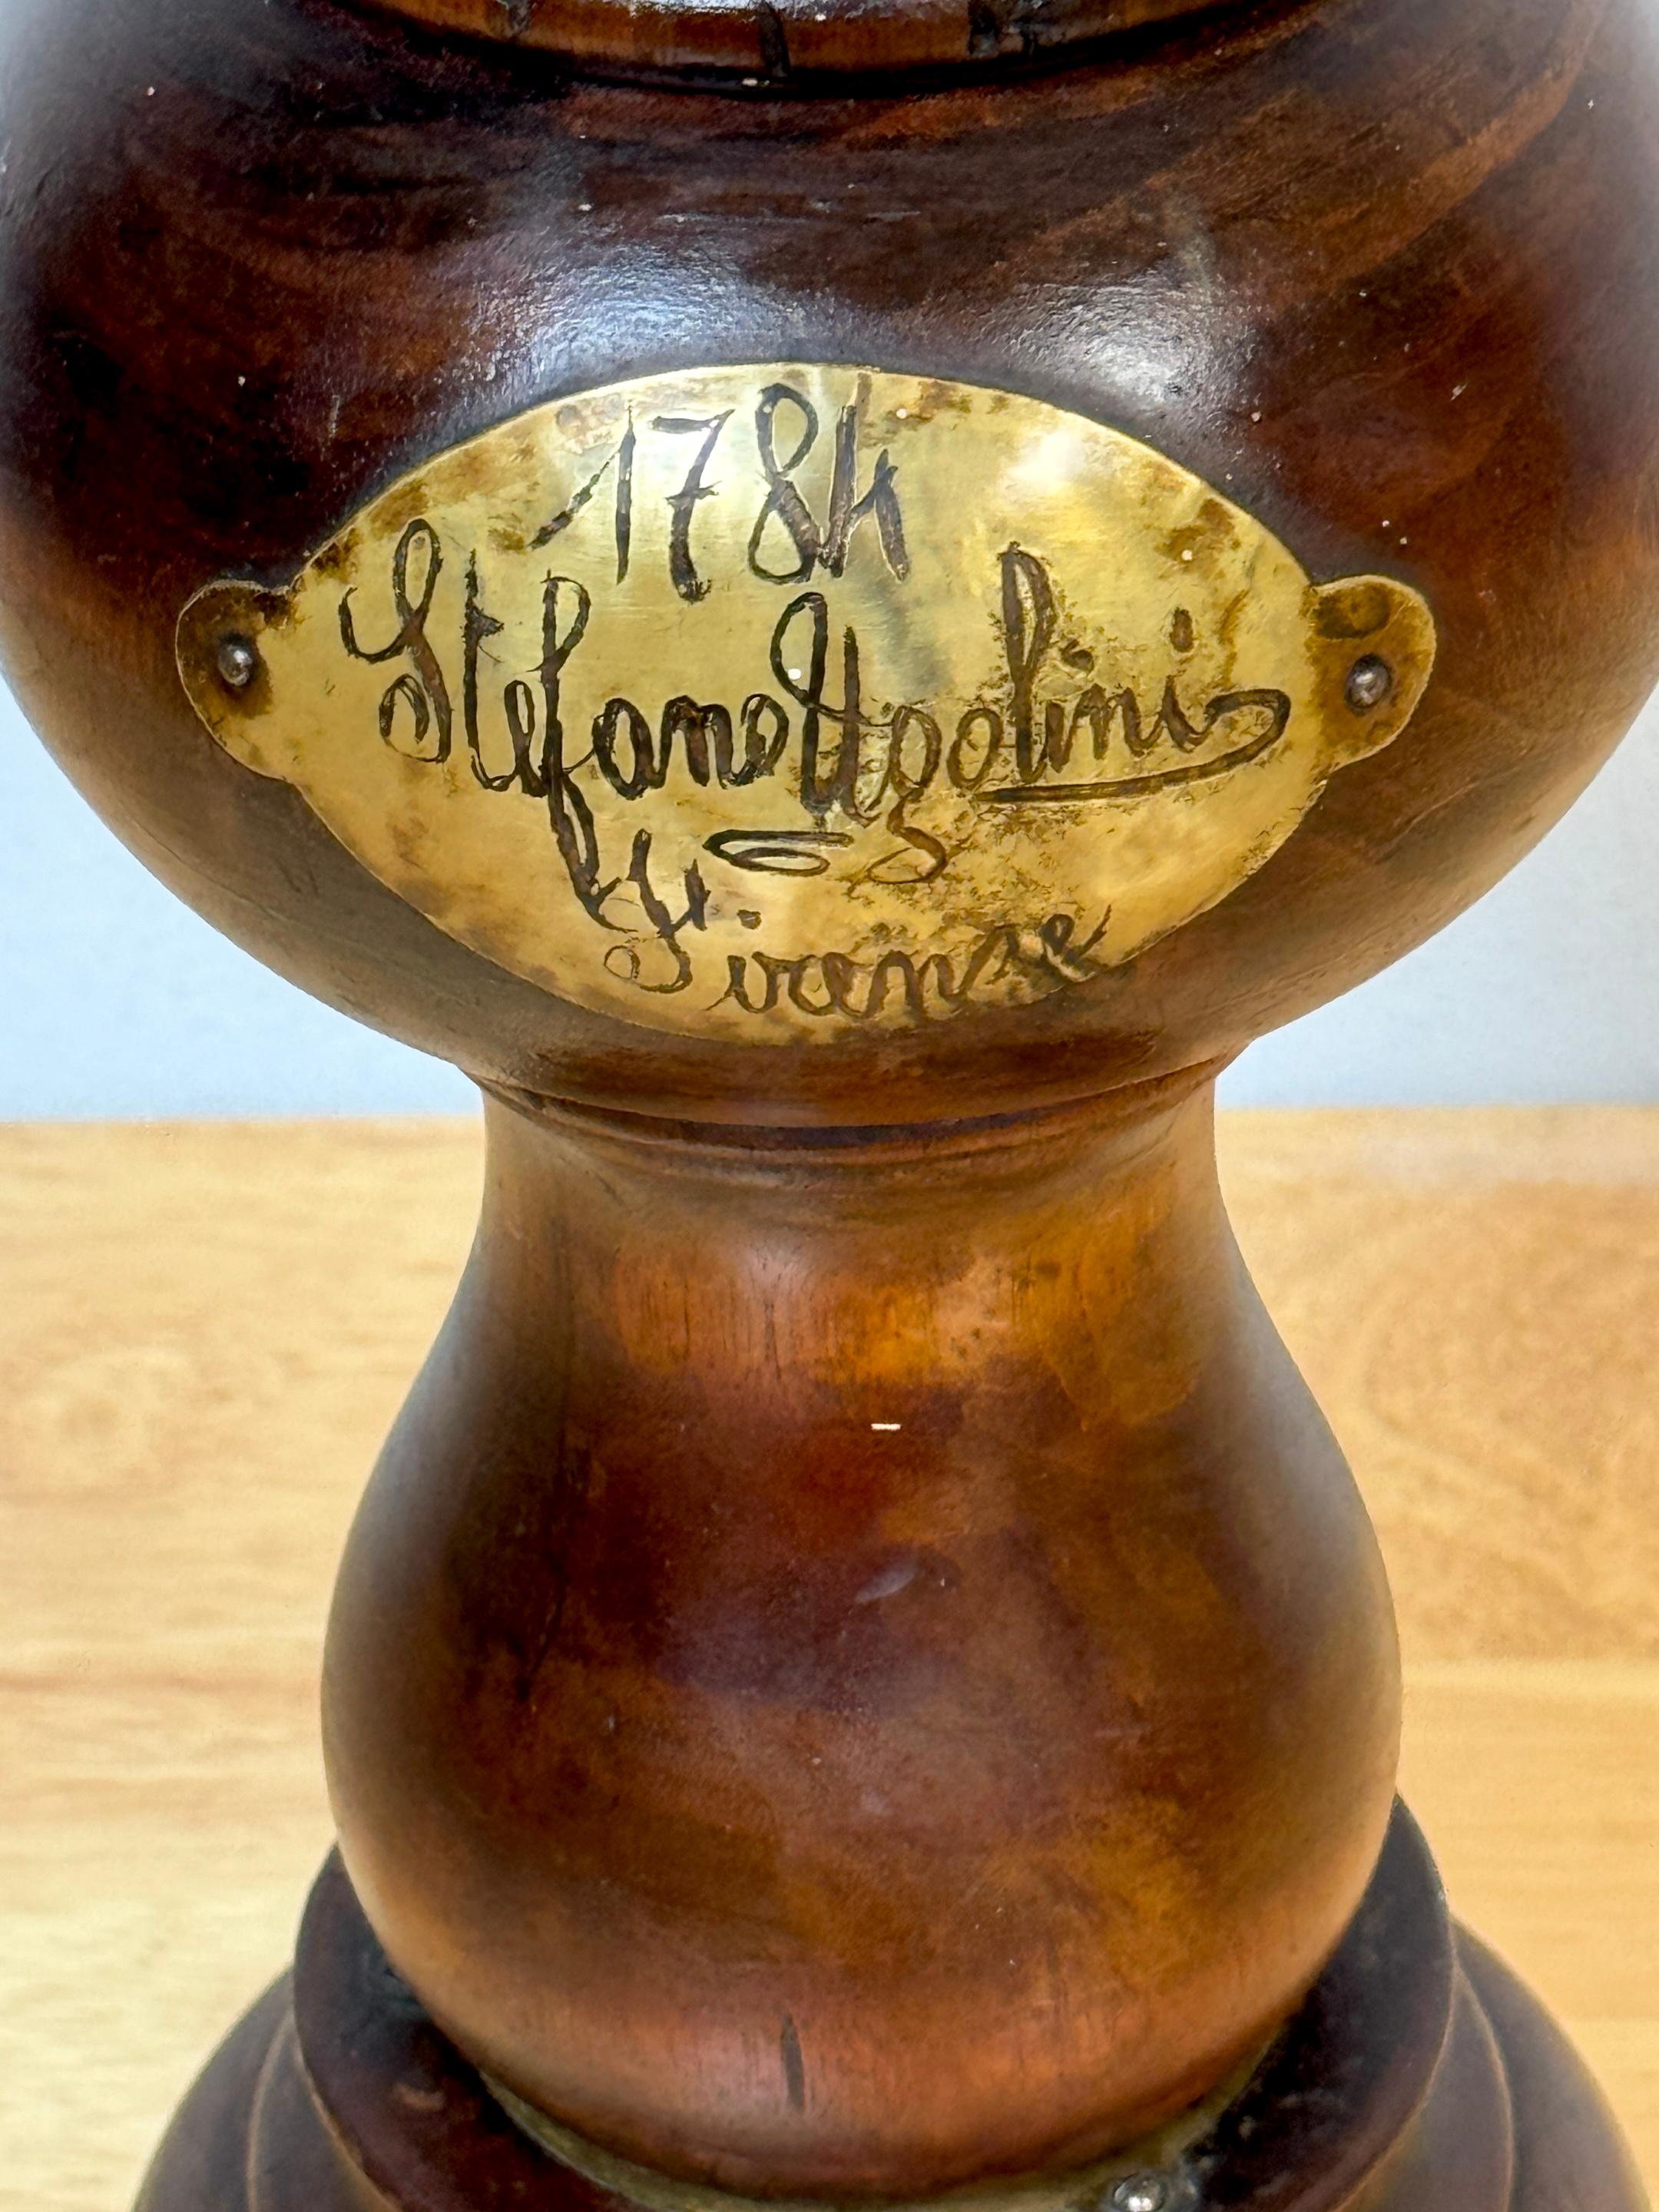 1784
Stefano Ugolini
Firenze